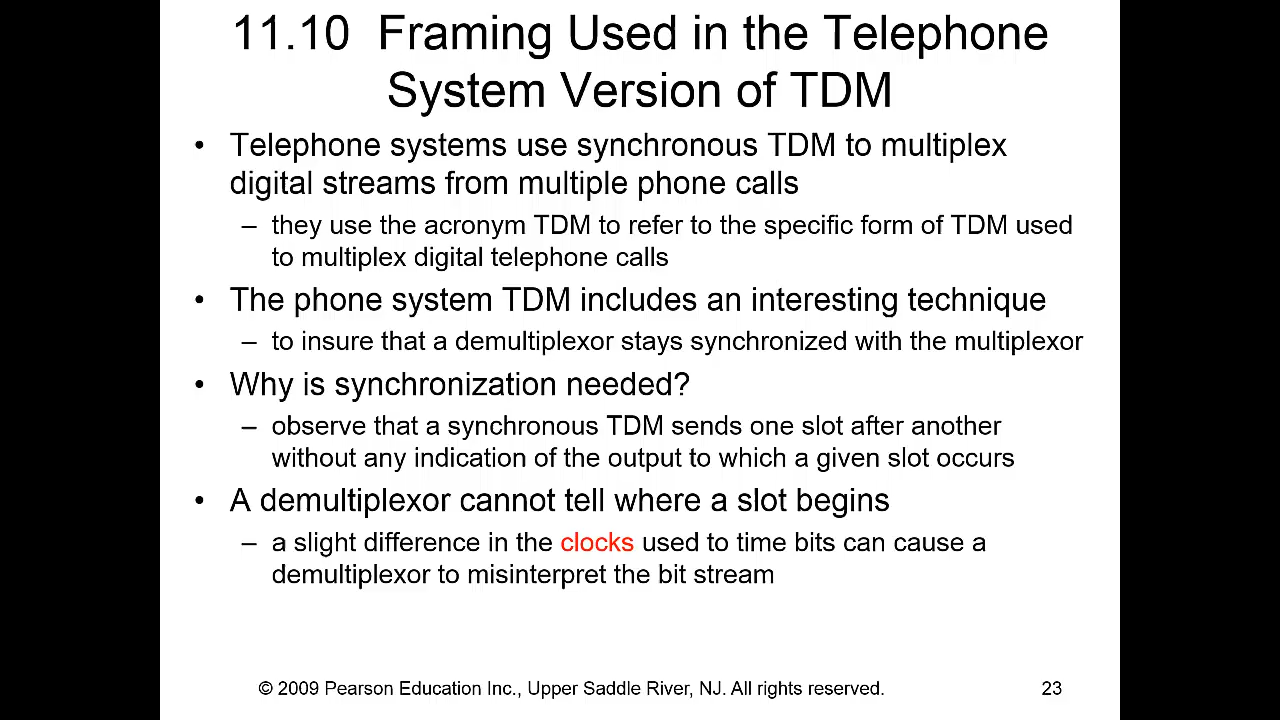 11.10 Framing Used in the Telephone
System Version of TDM
• Telephone systems use synchronous TDM to multiplex
digital streams from multiple phone calls
– they use the acronym TDM to refer to the specific form of TDM used
to multiplex digital telephone calls
• The phone system TDM includes an interesting technique
– to insure that a demultiplexor stays synchronized with the multiplexor
• Why is synchronization needed?
– observe that a synchronous TDM sends one slot after another
without any indication of the output to which a given slot occurs
• A demultiplexor cannot tell where a slot begins
– a slight difference in the clocks used to time bits can cause a
demultiplexor to misinterpret the bit stream
© 2009 Pearson Education Inc., Upper Saddle River, NJ. All rights reserved. 23